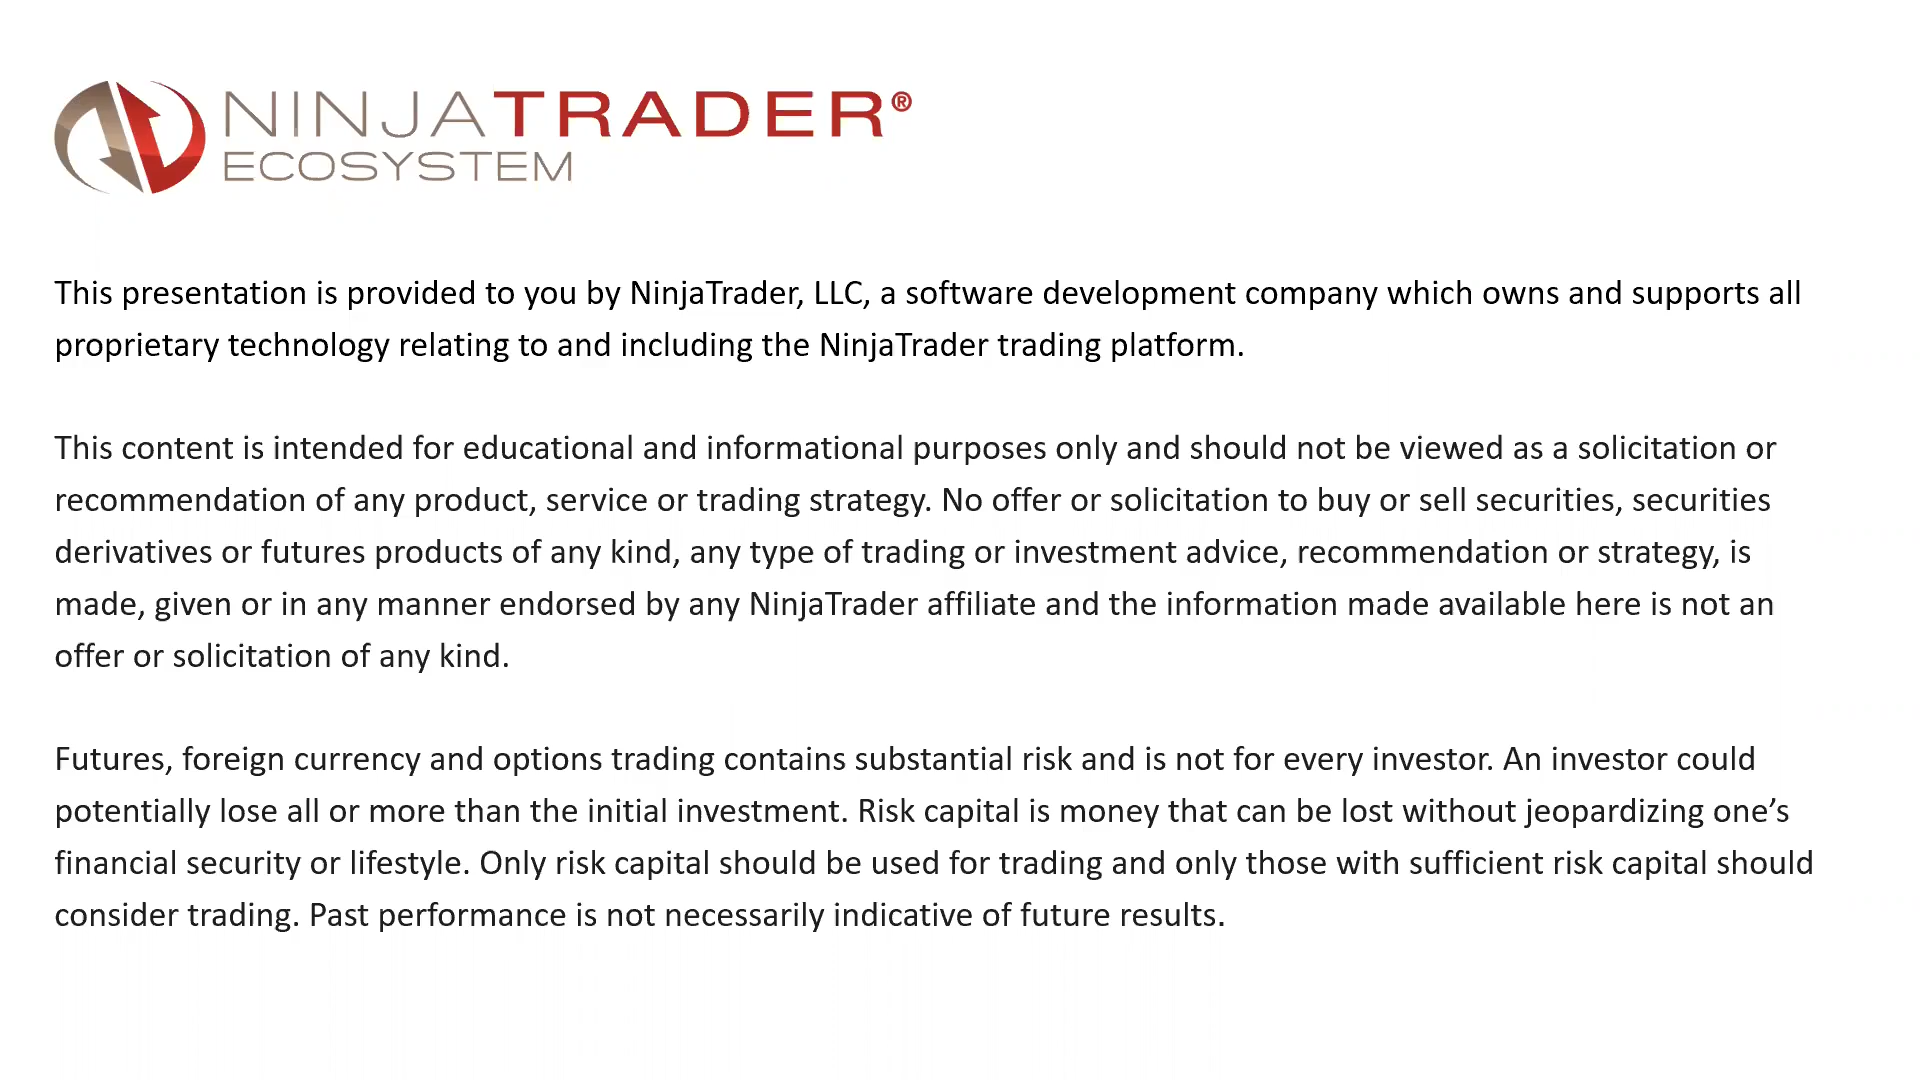 NINJATRADER®
ECOSYSTEM
This presentation is provided to you by NinjaTrader, LLC, a software development company which owns and supports all
proprietary technology relating to and including the NinjaTrader trading platform.
This content is intended for educational and informational purposes only and should not be viewed as a solicitation or
recommendation of any product, service or trading strategy. No offer or solicitation to buy or sell securities, securities
derivatives or futures products of any kind, any type of trading or investment advice, recommendation or strategy, is
made, given or in any manner endorsed by any NinjaTrader affiliate and the information made available here is not an
offer or solicitation of any kind.
Futures, foreign currency and options trading contains substantial risk and is not for every investor. An investor could
potentially lose all or more than the initial investment. Risk capital is money that can be lost without jeopardizing one’s
financial security or lifestyle. Only risk capital should be used for trading and only those with sufficient risk capital should
consider trading. Past performance is not necessarily indicative of future results.